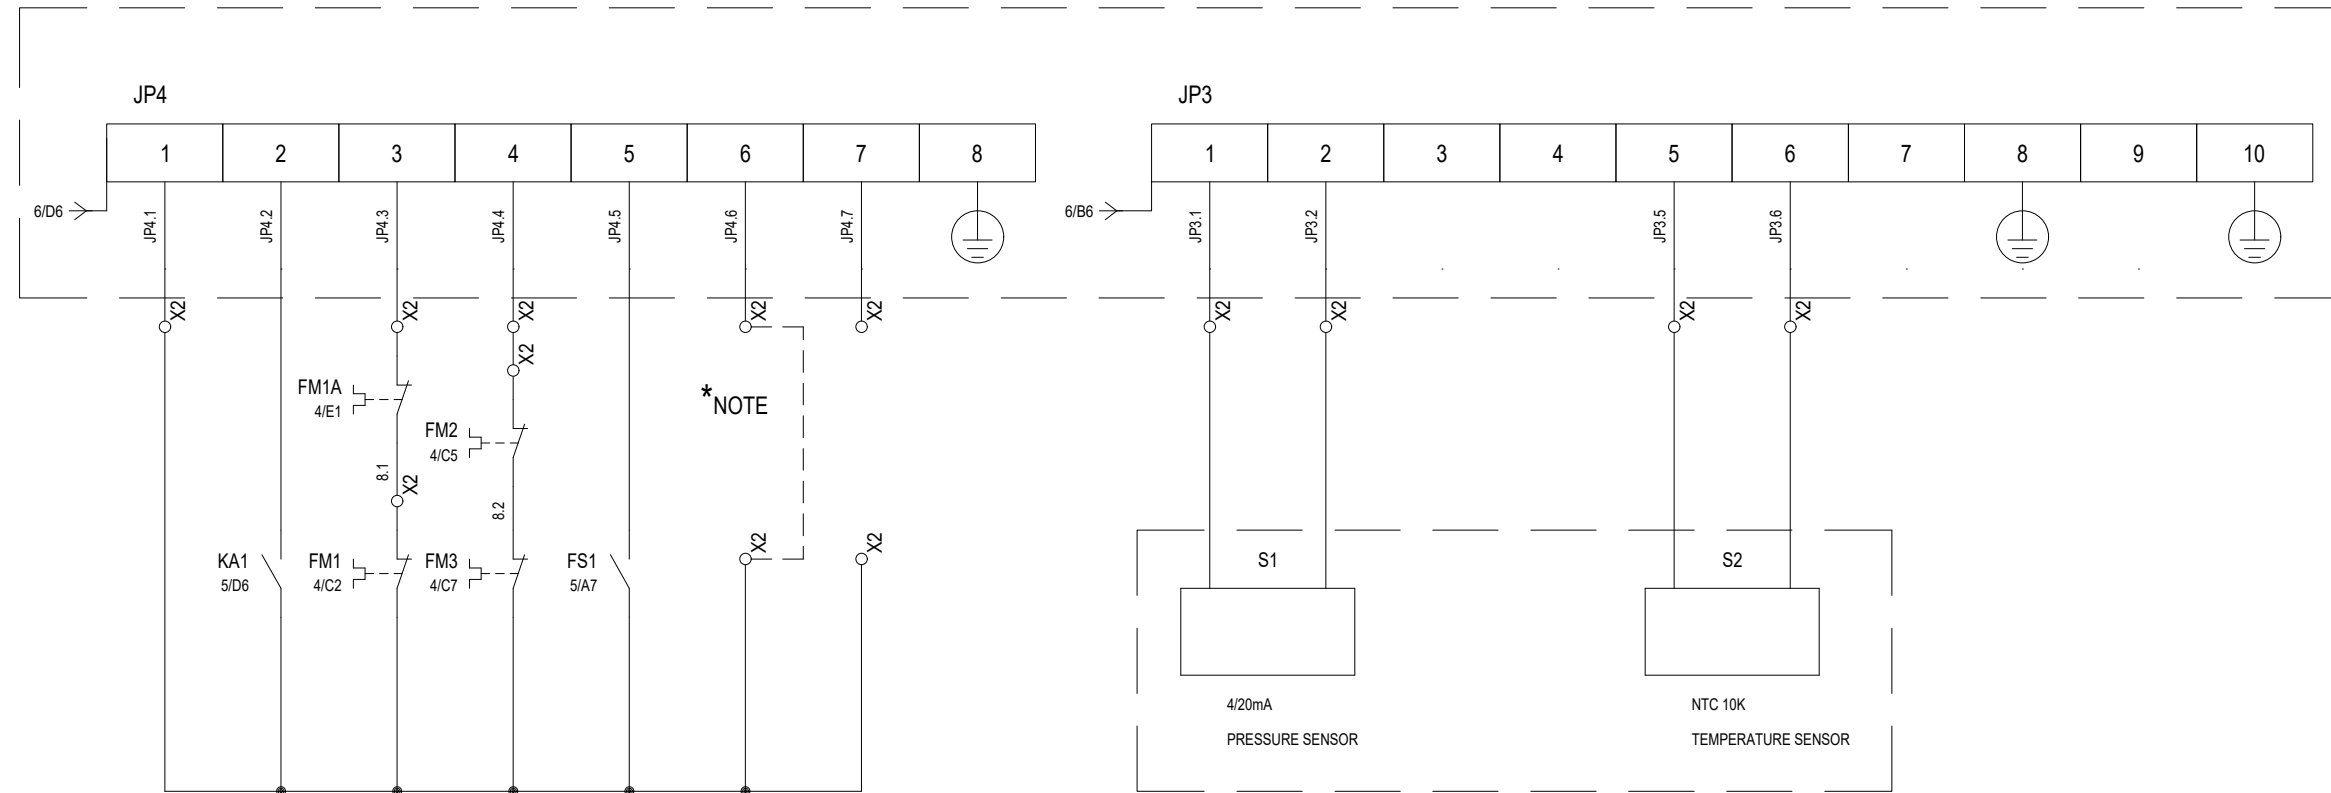 JP4
JP3
1 2 3 4 5 6 7 8
1 2 3 4 5 6 7 8 9 10
6/D6
6/B6
JP4.1 JP4.2 JP4.3 JP4.4 JP4.5 JP4.6 JP4.7
JP3.1 JP3.2 JP3.5 JP3.6
X2 X2 X2 X2 X2 X2 X2 X2 X2
X2
FM1A
4/E1
*NOTE
FM2
4/C5
8.1
X2
8.2
X2 X2
KA1
5/D6
FM1
4/C2
FM3
4/C7
FS1
5/A7
S1
S2
4/20mA
PRESSURE SENSOR
NTC 10K
TEMPERATURE SENSOR